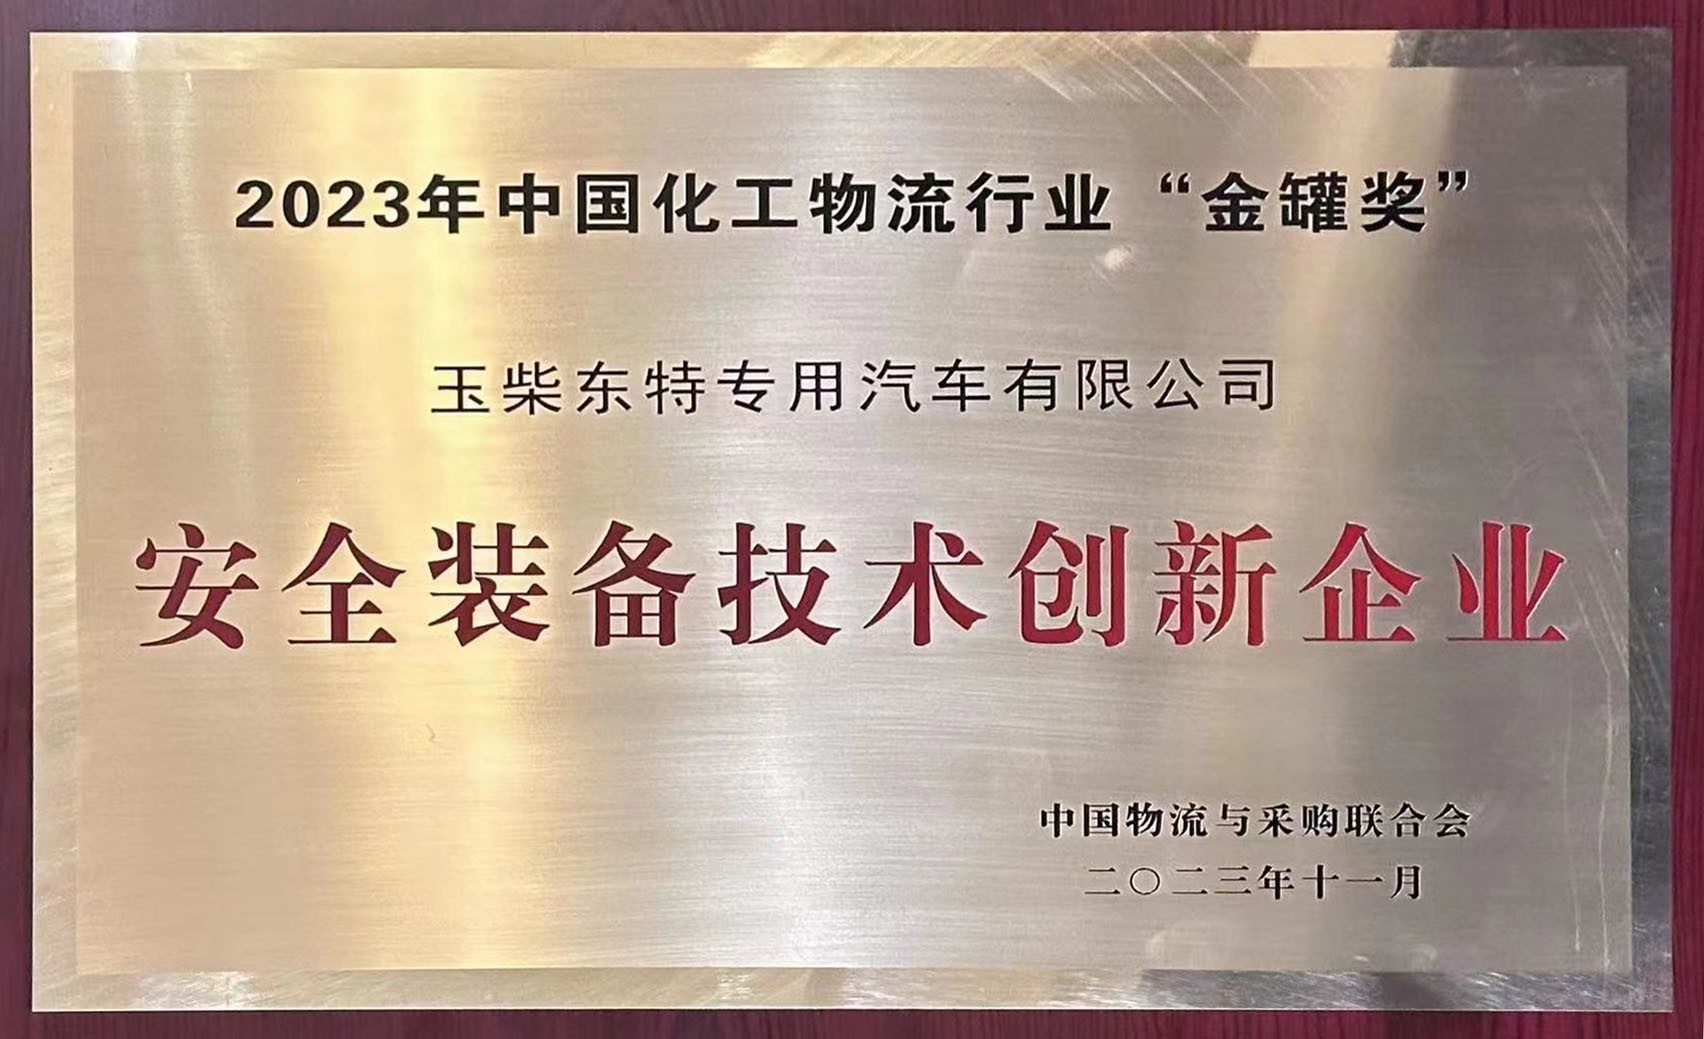 2023年中国化工物流行业“金罐奖”
玉柴东特专用汽车有限公司
安全装备技术创新企业
中国物流与采购联合会
二〇二三年十一月